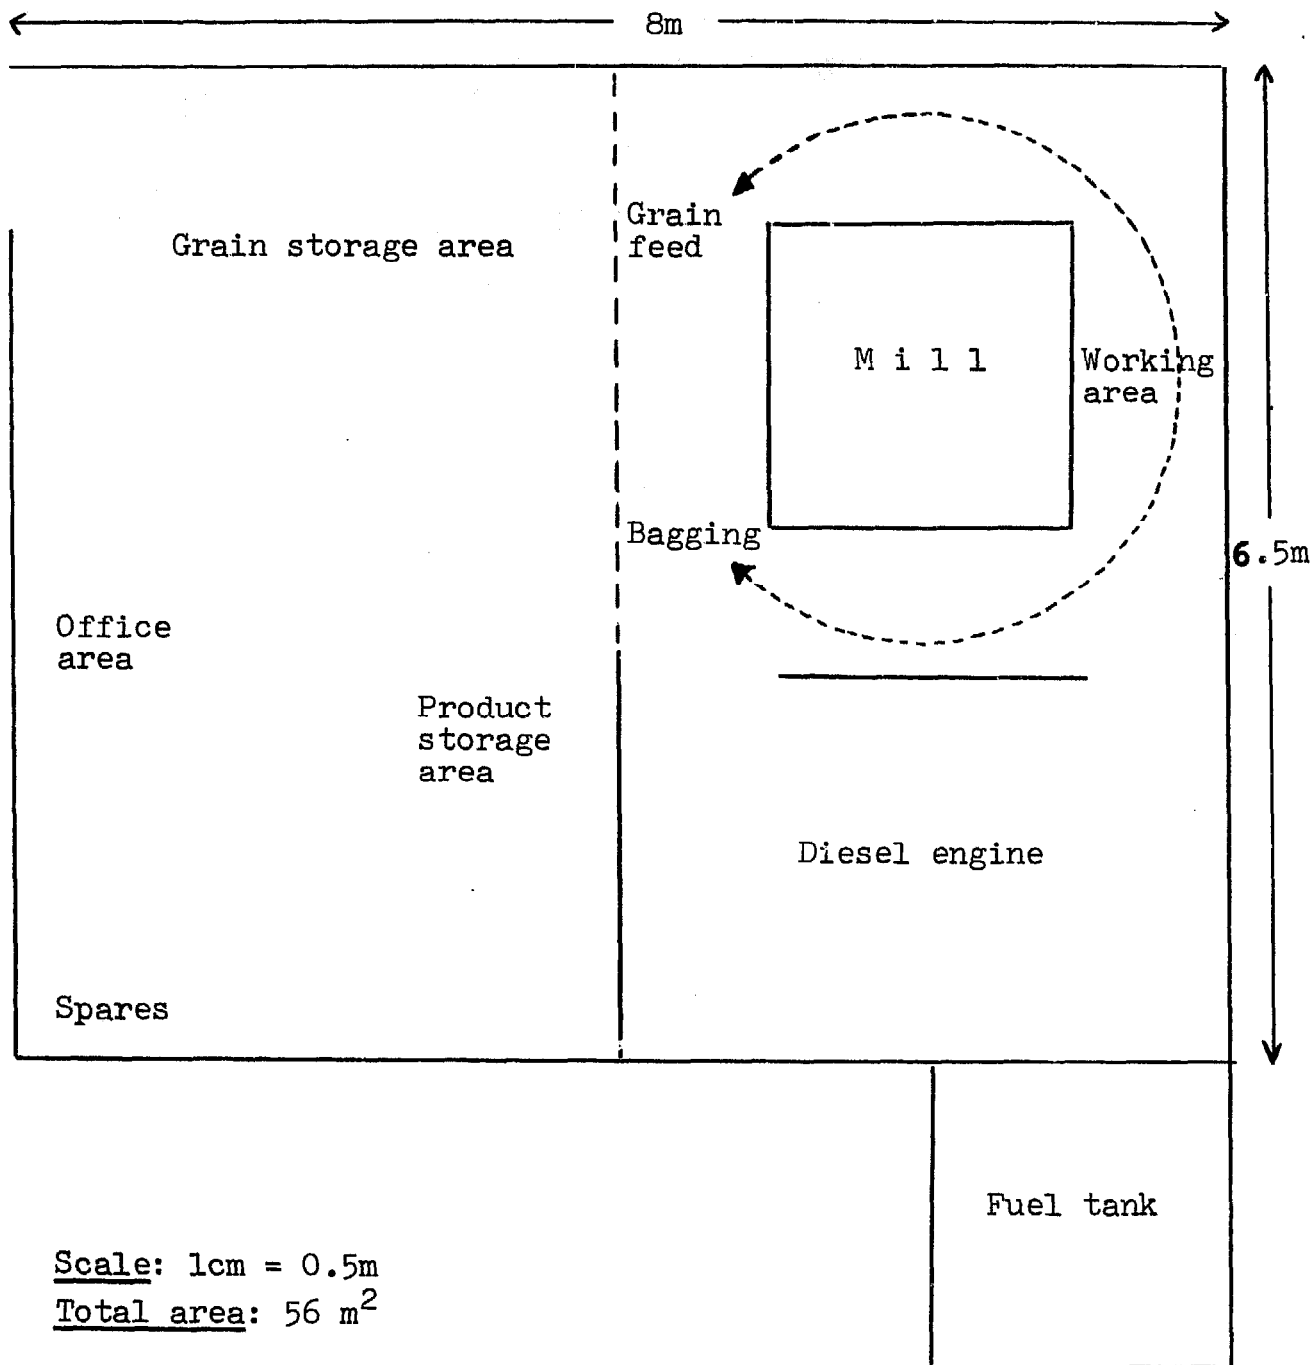 8m
Grain
feed
Grain storage area
M i l l
Working
area
Bagging
6.5m
Office
area
Product
storage
area
Diesel engine
Spares
Fuel tank
Scale: 1cm = 0.5m
Total area: 56 m²